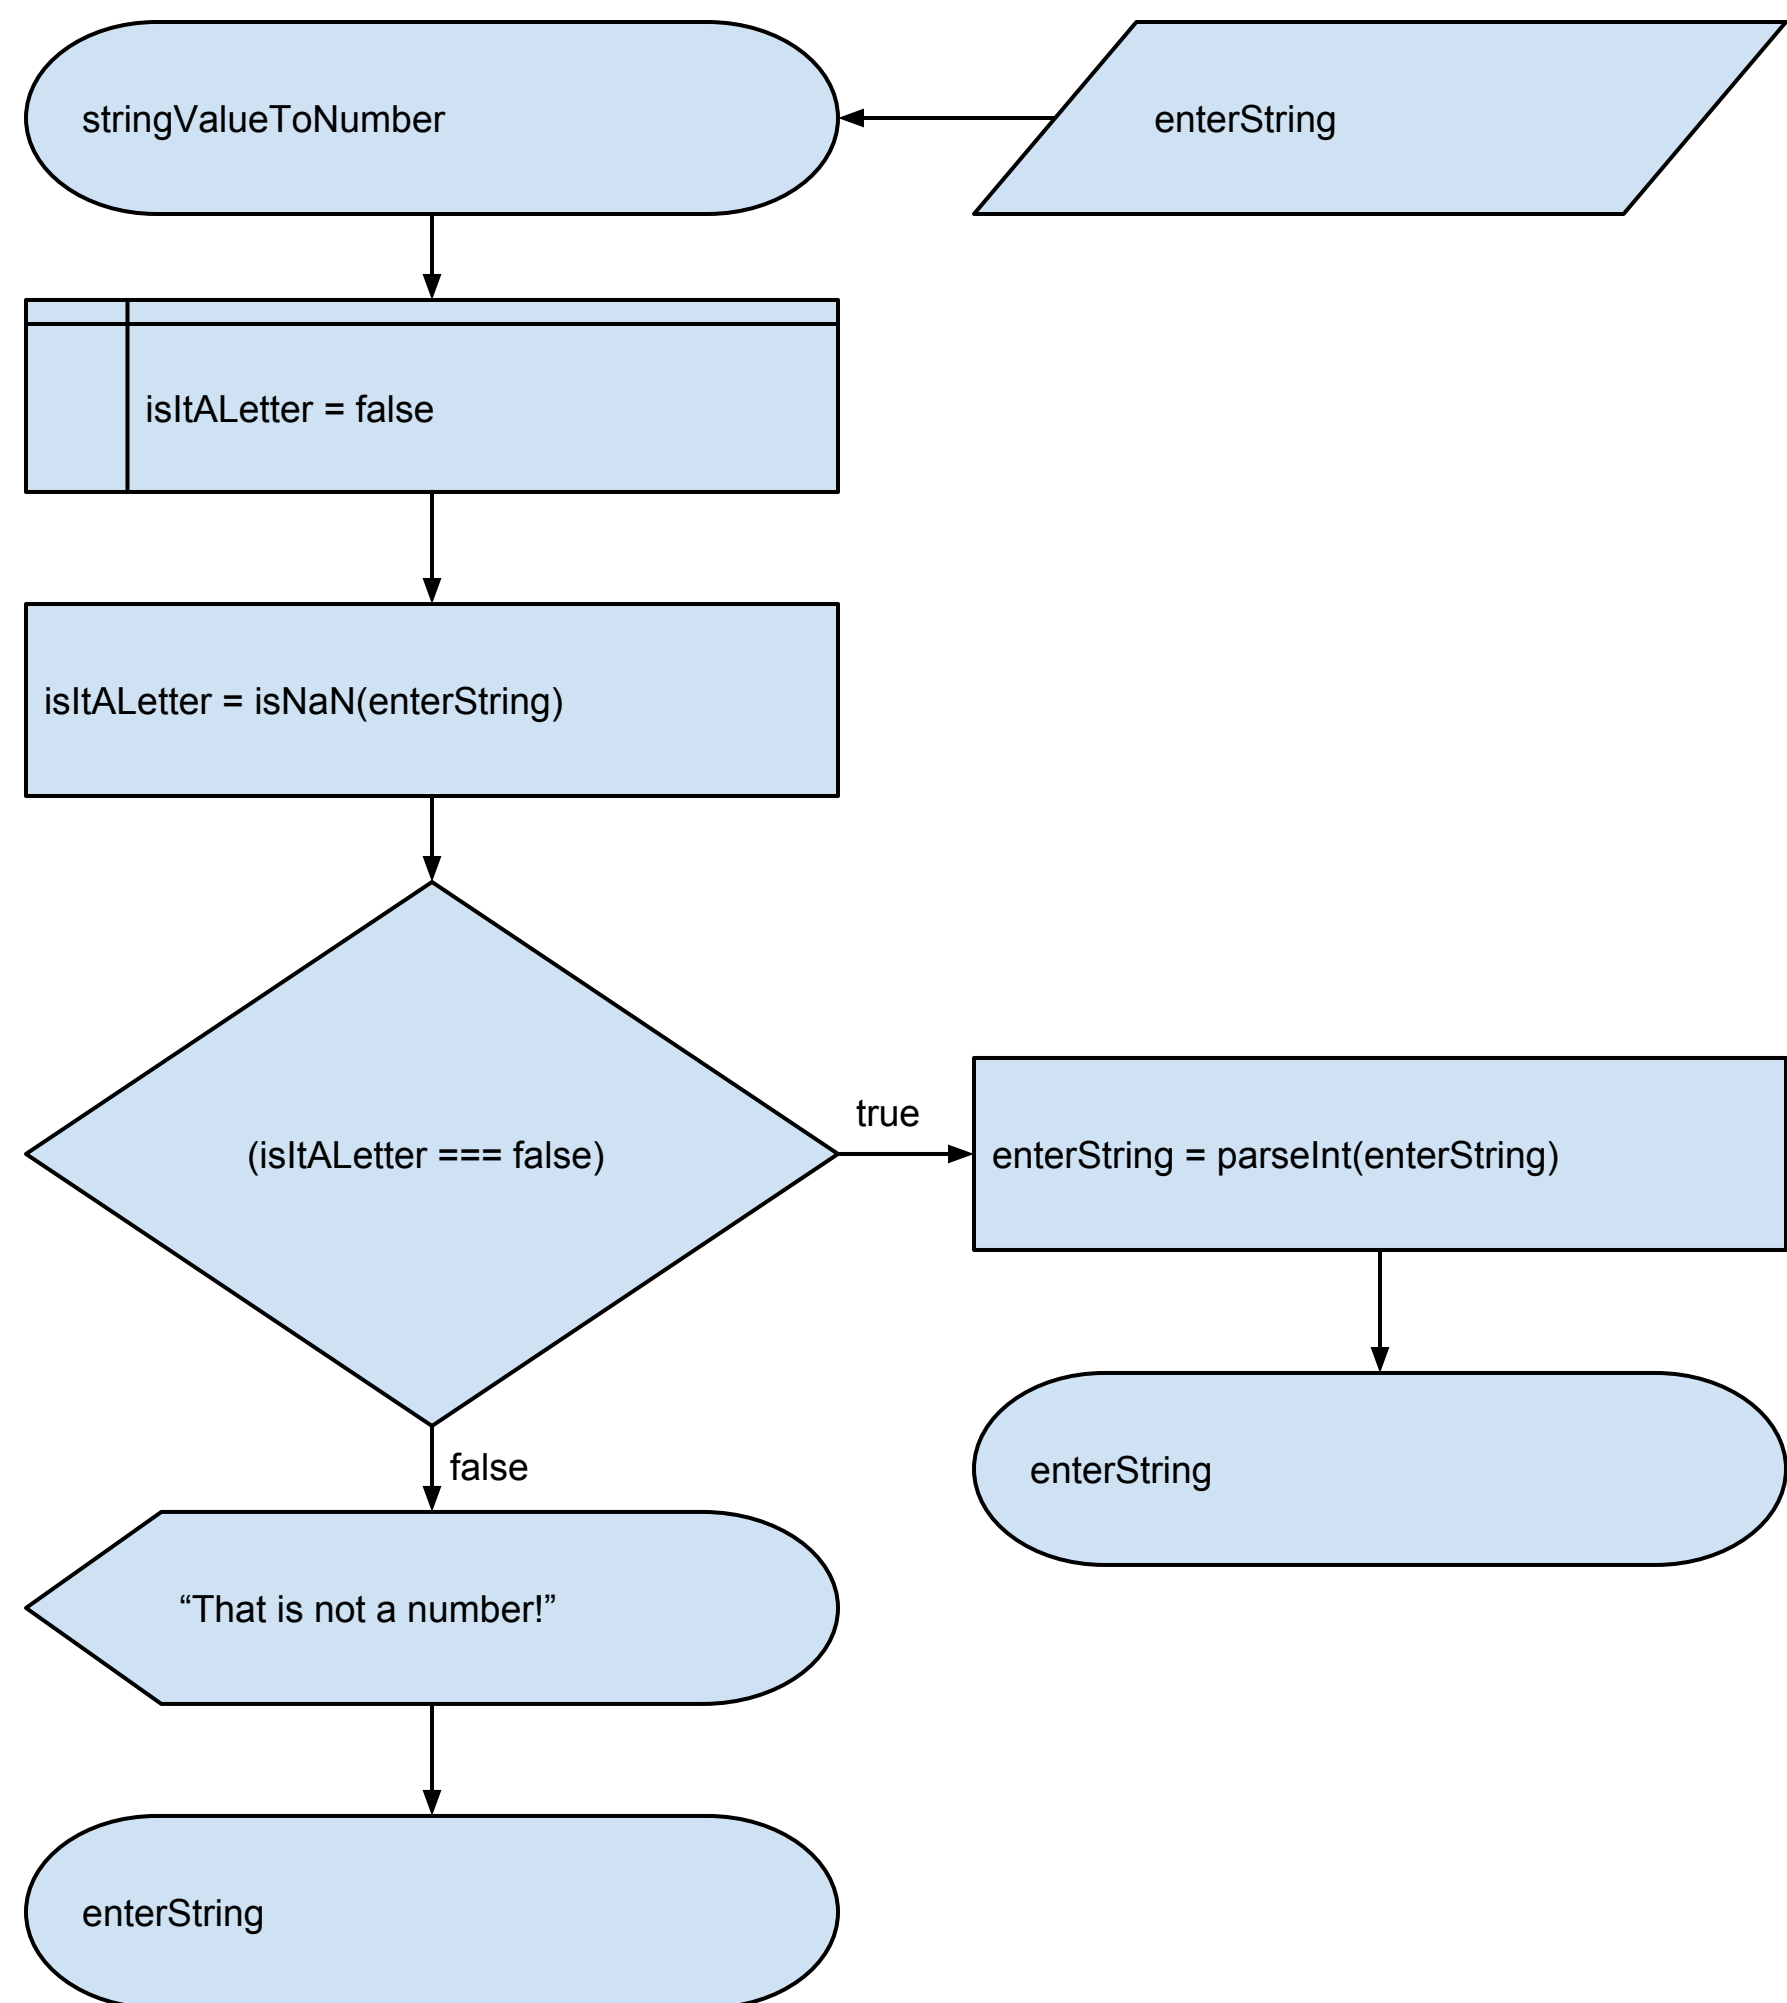 stringValueToNumber
enterString
isItALetter = false
isItALetter = isNaN(enterString)
(isItALetter === false)
true
enterString = parseInt(enterString)
enterString
false
“That is not a number!”
enterString